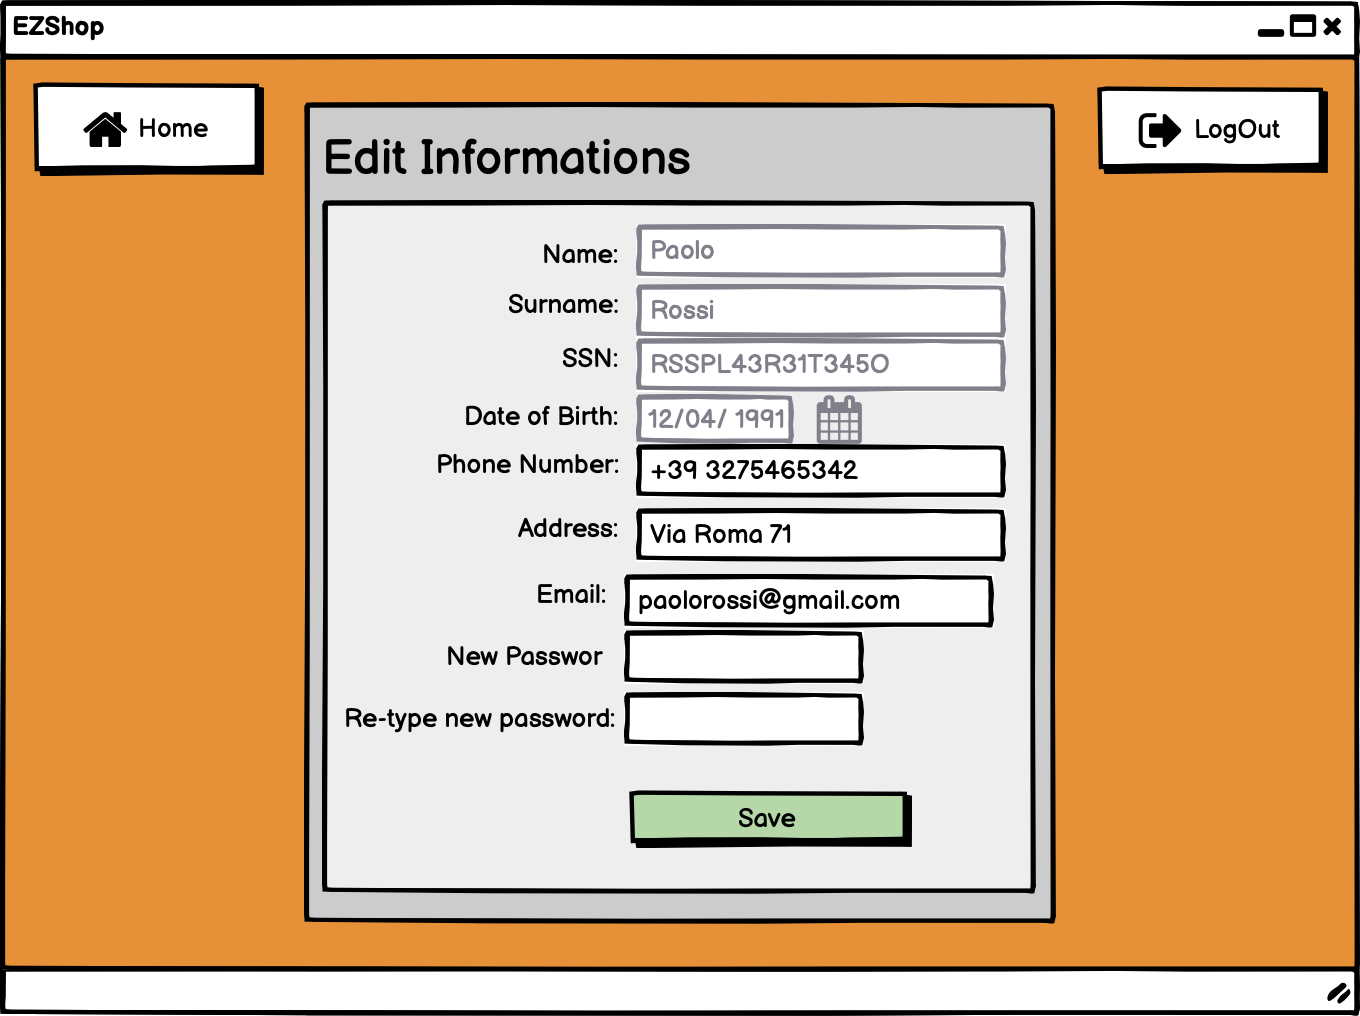 EZShop
Home
LogOut
Edit Informations
Name: Paolo
Surname: Rossi
SSN: RSSPL43R31T345O
Date of Birth: 12/04/ 1991
Phone Number: +39 3275465342
Address: Via Roma 71
Email: paolorossi@gmail.com
New Passwor
Re-type new password:
Save